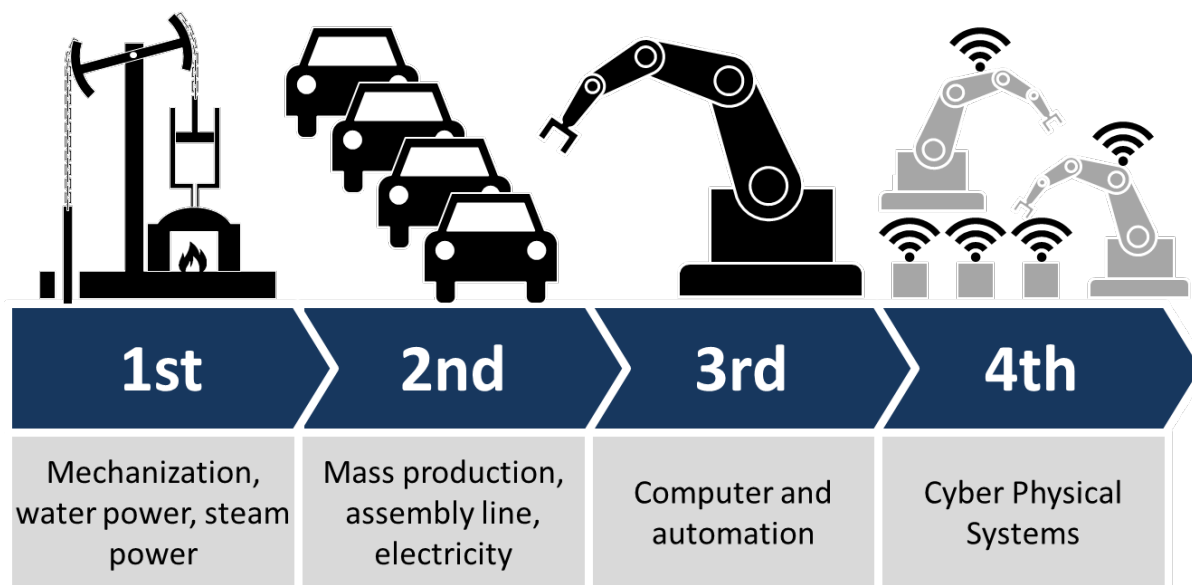 1st
2nd
3rd
4th
Mechanization,
water power, steam
power
Mass production,
assembly line,
electricity
Computer and
automation
Cyber Physical
Systems